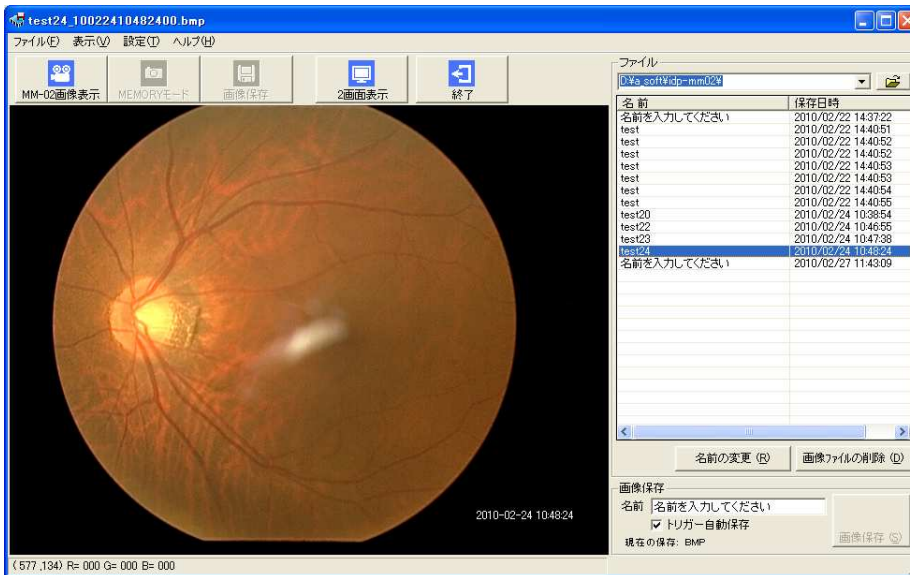 test24_10022410482400.bmp
ファイル(F) 表示(V) 設定(T) ヘルプ(H)
MM-02画像表示 MEMORYモード 画像保存 2画面表示 終了
2010-02-24 10:48:24
(577 ,134) R= 000 G= 000 B= 000
ファイル
D:¥a_soft¥idp-mm02¥
名前 保存日時
名前を入力してください 2010/02/22 14:37:22
test 2010/02/22 14:40:51
test 2010/02/22 14:40:52
test 2010/02/22 14:40:52
test 2010/02/22 14:40:53
test 2010/02/22 14:40:53
test 2010/02/22 14:40:54
test 2010/02/22 14:40:55
test20 2010/02/24 10:38:54
test22 2010/02/24 10:46:55
test23 2010/02/24 10:47:38
test24 2010/02/24 10:48:24
名前を入力してください 2010/02/27 11:43:09
名前の変更 (R) 画像ファイルの削除 (D)
画像保存
名前 名前を入力してください
トリガー自動保存
現在の保存: BMP
画像保存 (S)